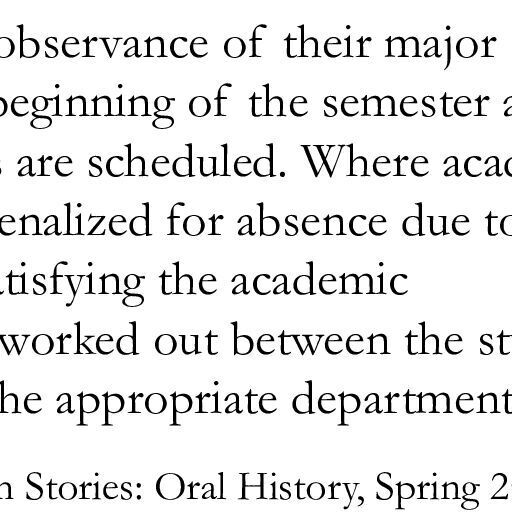 observance of their major
beginning of the semester a
s are scheduled. Where acad
enalized for absence due to
atisfying the academic
worked out between the stu
he appropriate department
n Stories: Oral History, Spring 2